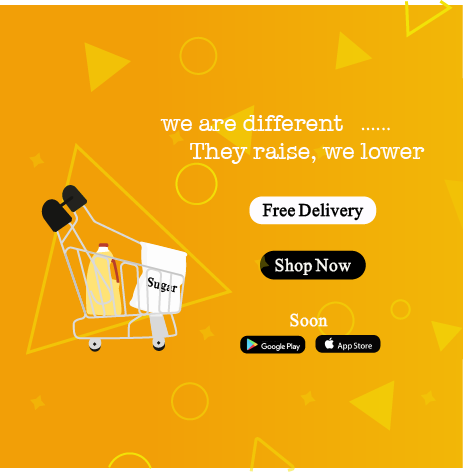 we are different ......
They raise, we lower
Free Delivery
Sugar
Shop Now
Soon
Google Play
App Store